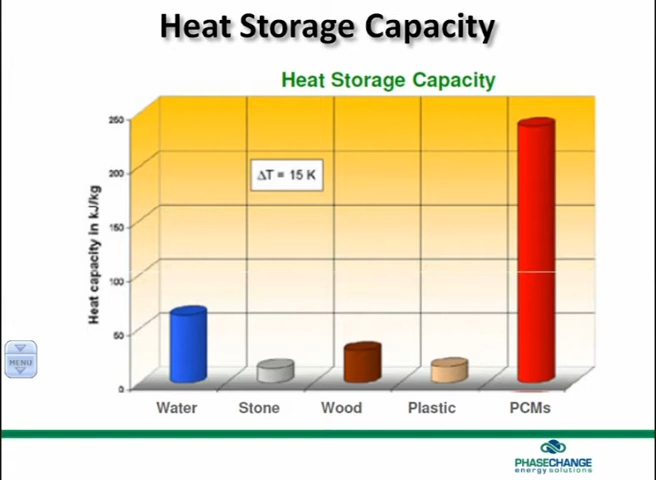 Heat Storage Capacity
Heat Storage Capacity
250
ΔT = 15 K
200
150
100
50
0
Heat capacity in kJ/kg
MENU
Water Stone Wood Plastic PCMs
PHASECHANGE
energy solutions